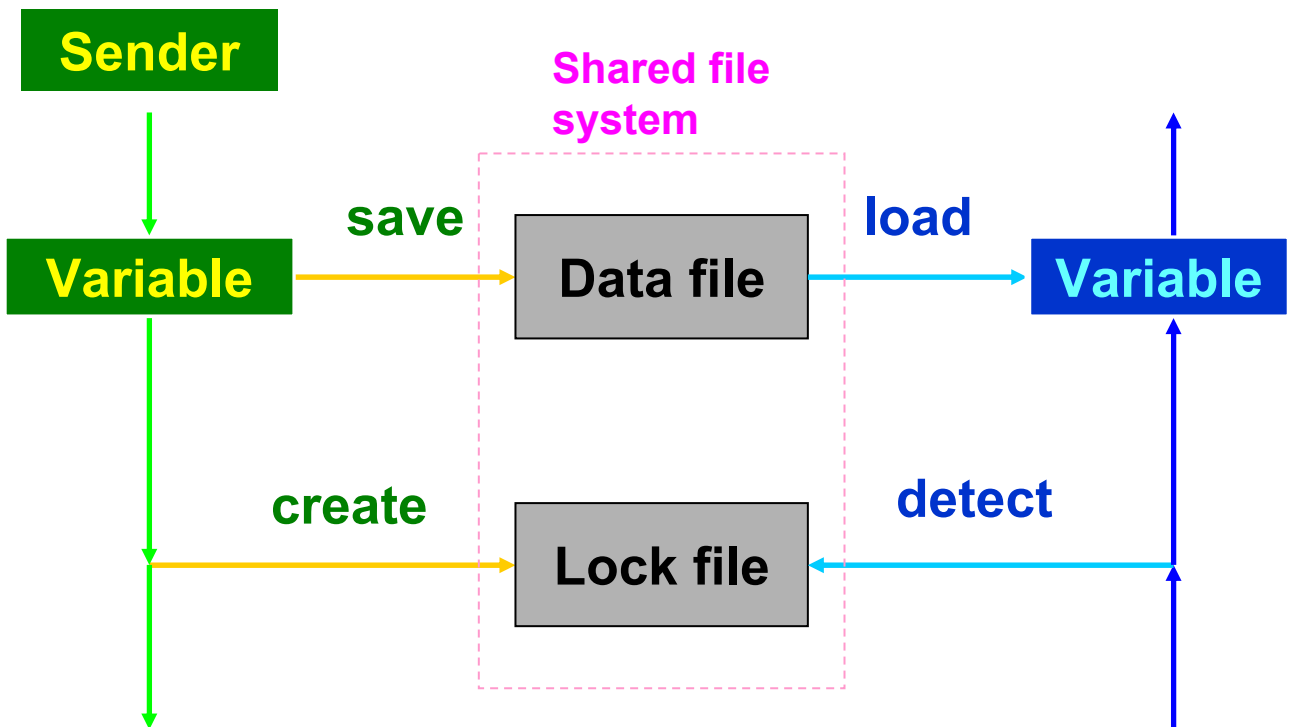 Sender
Shared file
system
save
load
Variable
Data file
Variable
create
detect
Lock file